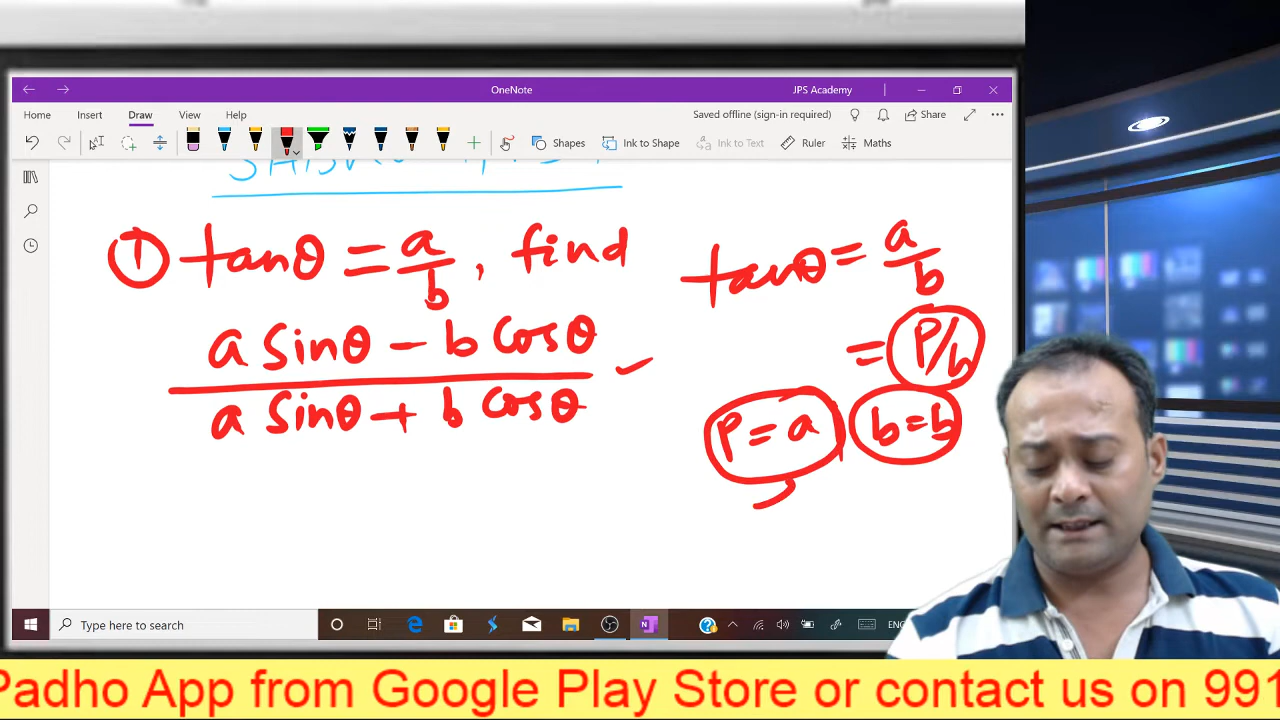 OneNote
JPS Academy
Home Insert Draw View Help
Saved offline (sign-in required)
Share
Shapes
Ink to Shape
Ink to Text
Ruler
Maths
① tanθ = a/b, find
a sinθ − b cosθ
a sinθ + b cosθ
tanθ = a/b
= P/b
P = a b = b
Type here to search
ENG
Padho App from Google Play Store or contact us on 991